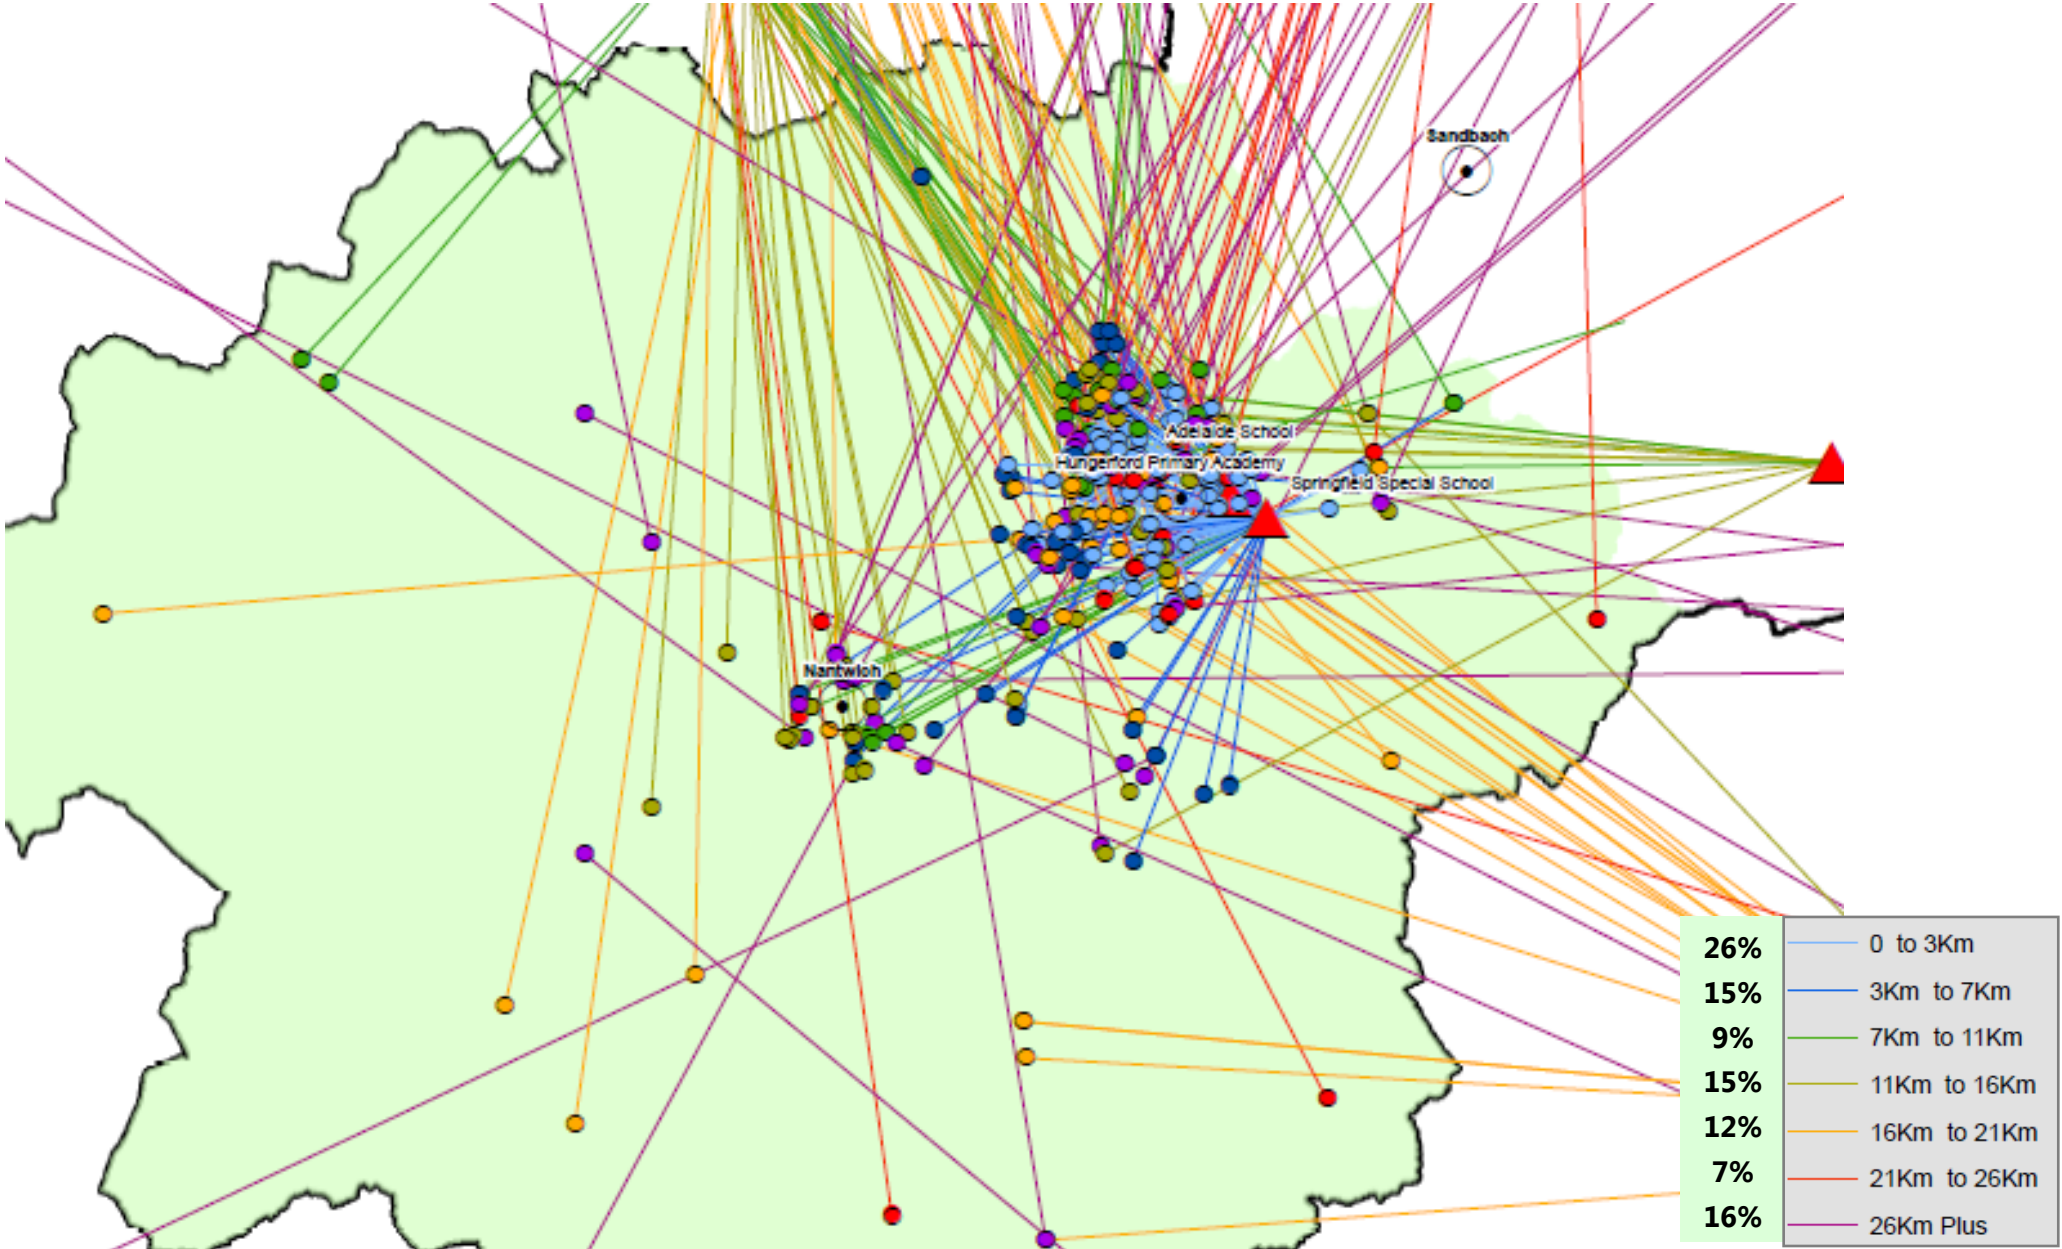 Sandbach
Adelaide School
Hungerford Primary Academy
Springfield Special School
Nantwich
26% 0 to 3Km
15% 3Km to 7Km
9% 7Km to 11Km
15% 11Km to 16Km
12% 16Km to 21Km
7% 21Km to 26Km
16% 26Km Plus